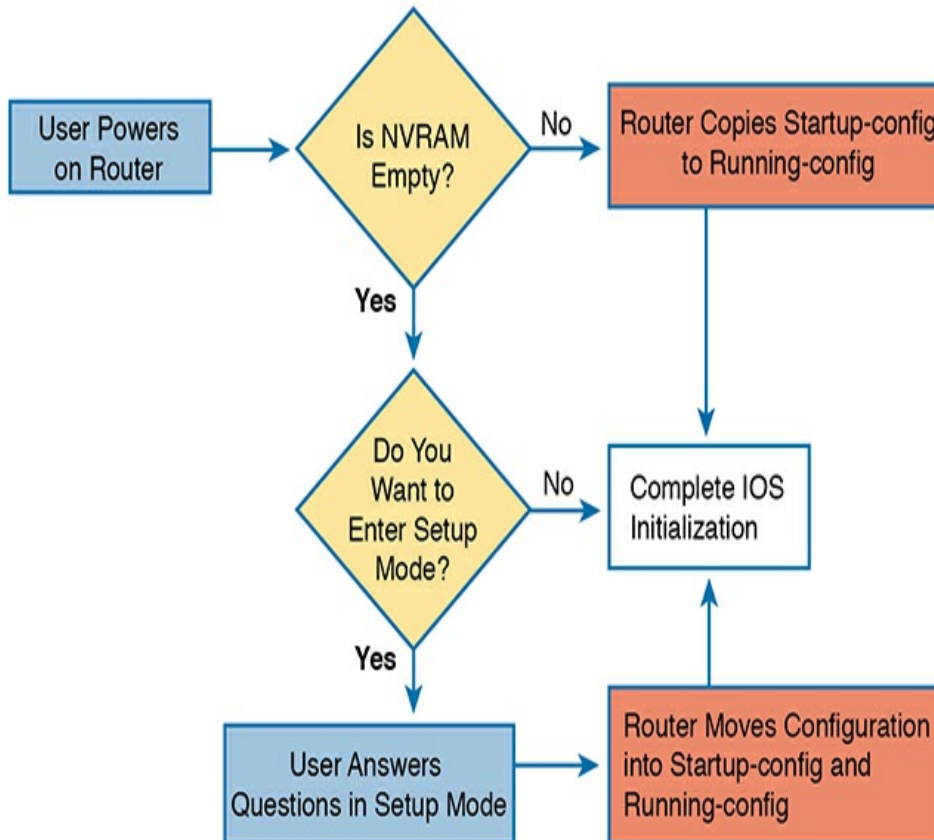 User Powers
on Router
Is NVRAM
Empty?
No
Router Copies Startup-config
to Running-config
Yes
Do You
Want to
Enter Setup
Mode?
No
Complete IOS
Initialization
Yes
User Answers
Questions in Setup Mode
Router Moves Configuration
into Startup-config and
Running-config